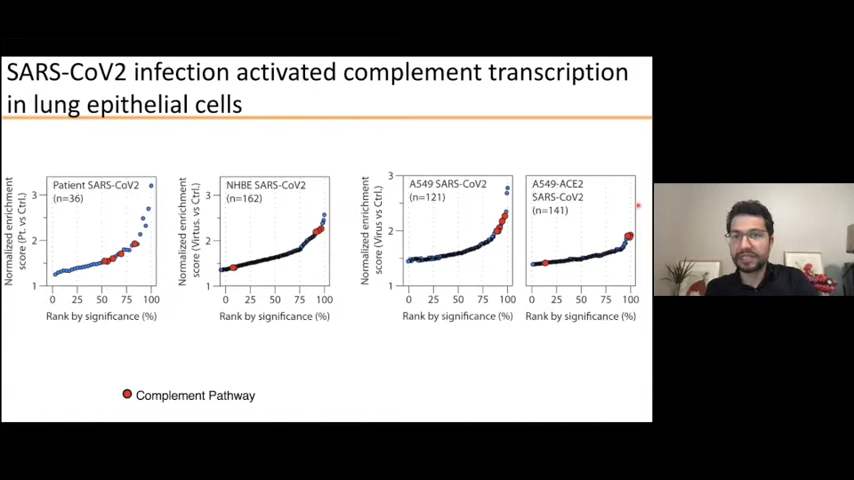 SARS-CoV2 infection activated complement transcription
in lung epithelial cells
Normalized enrichment
score (Pt. vs Ctrl.)
3
2
1
Patient SARS-CoV2
(n=36)
0 25 50 75 100
Rank by significance (%)
Normalized enrichment
score (Virtus. vs Ctrl.)
3
2
1
NHBE SARS-CoV2
(n=162)
0 25 50 75 100
Rank by significance (%)
Normalized enrichment
score (Virus vs Ctrl.)
3
2
1
A549 SARS-CoV2
(n=121)
0 25 50 75 100
Rank by significance (%)
A549-ACE2
SARS-CoV2
(n=141)
0 25 50 75 100
Rank by significance (%)
Complement Pathway